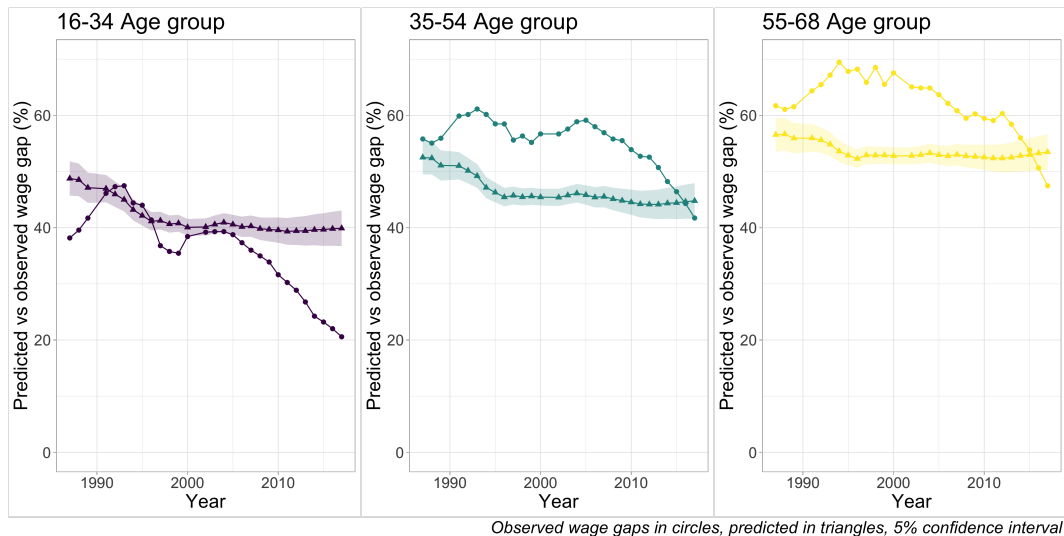 16-34 Age group
Predicted vs observed wage gap (%)
60
40
20
0
1990 2000 2010
Year
35-54 Age group
Predicted vs observed wage gap (%)
60
40
20
0
1990 2000 2010
Year
55-68 Age group
Predicted vs observed wage gap (%)
60
40
20
0
1990 2000 2010
Year
Observed wage gaps in circles, predicted in triangles, 5% confidence interval